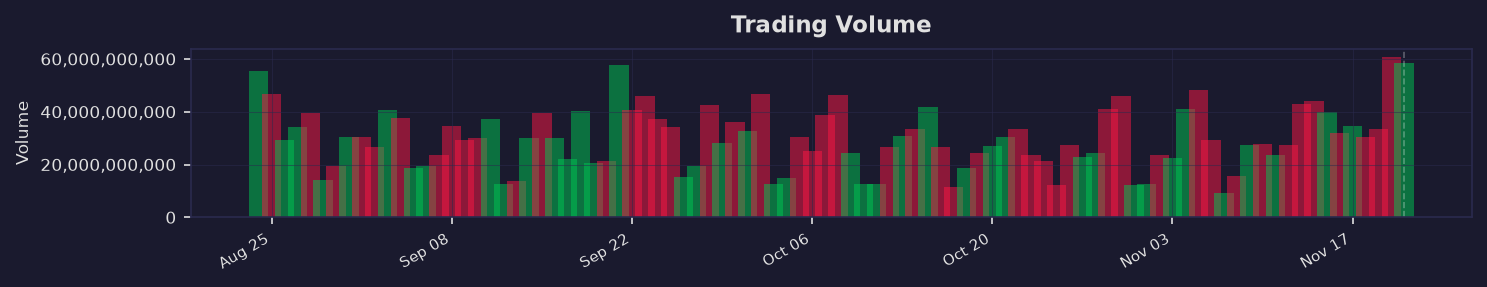 Trading Volume
Volume
60,000,000,000
40,000,000,000
20,000,000,000
0
Aug 25
Sep 08
Sep 22
Oct 06
Oct 20
Nov 03
Nov 17